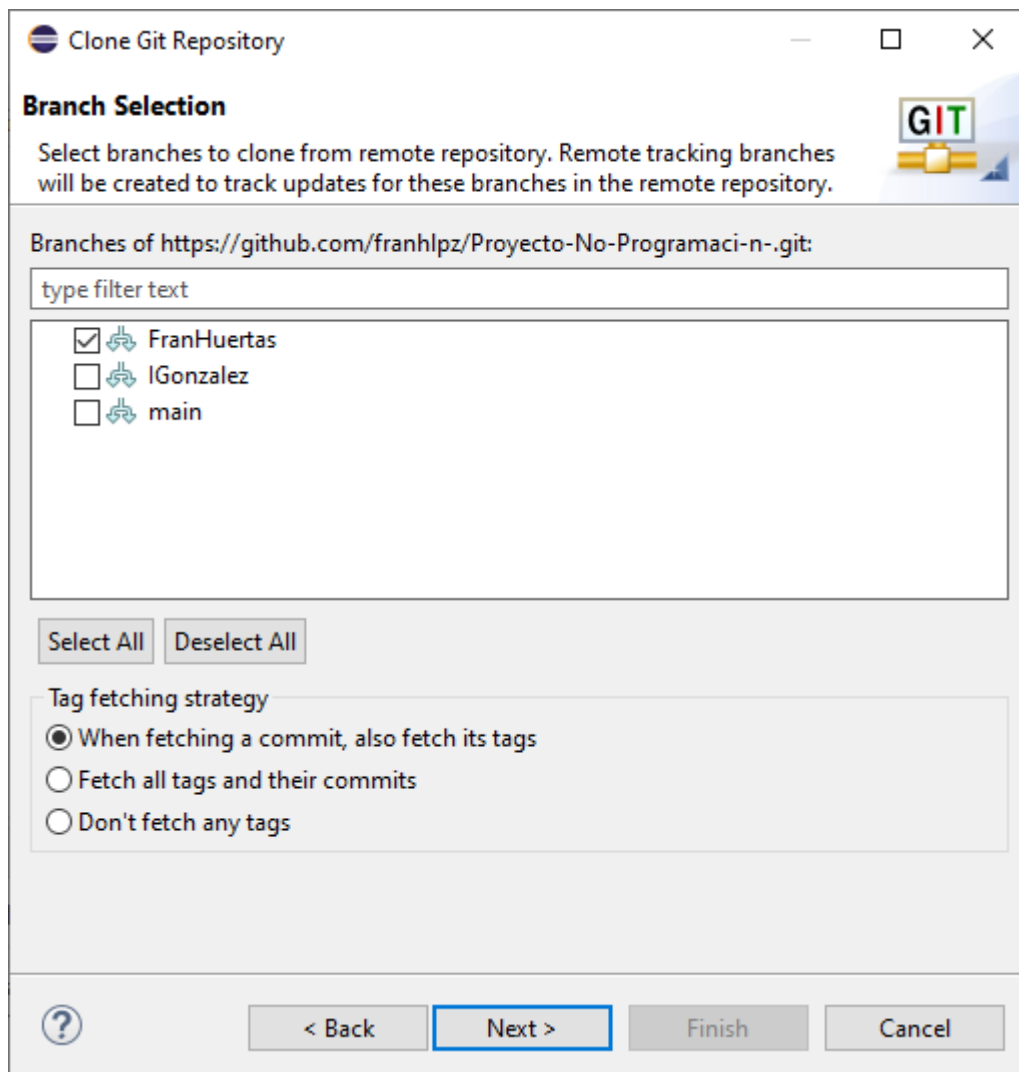 Clone Git Repository
Branch Selection
GIT
Select branches to clone from remote repository. Remote tracking branches
will be created to track updates for these branches in the remote repository.
Branches of https://github.com/franhlpz/Proyecto-No-Programaci-n-.git:
type filter text
FranHuertas
IGonzalez
main
Select All Deselect All
Tag fetching strategy
When fetching a commit, also fetch its tags
Fetch all tags and their commits
Don't fetch any tags
? < Back Next > Finish Cancel